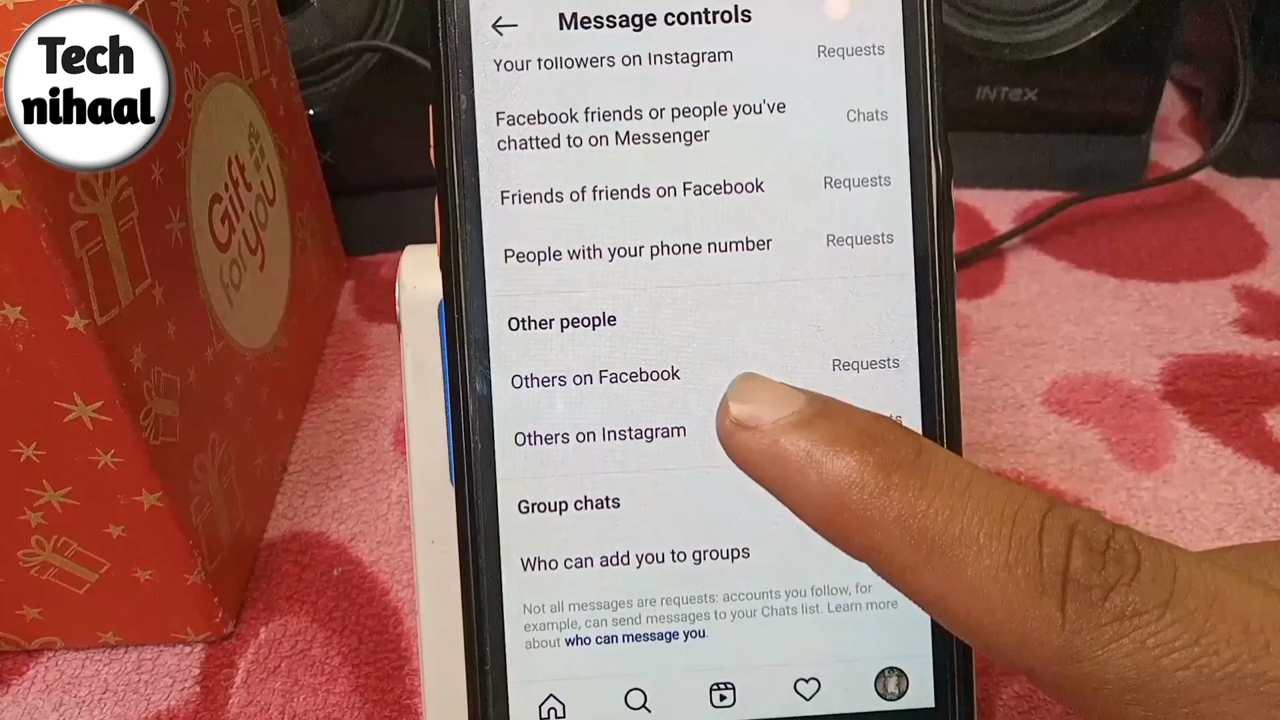 Tech
nihaal
Gift
for you
INTEX
Message controls
Your followers on Instagram
Requests
Facebook friends or people you've
chatted to on Messenger
Chats
Friends of friends on Facebook
Requests
People with your phone number
Requests
Other people
Others on Facebook
Requests
Others on Instagram
Group chats
Who can add you to groups
Not all messages are requests: accounts you follow, for
example, can send messages to your Chats list. Learn more
about who can message you.